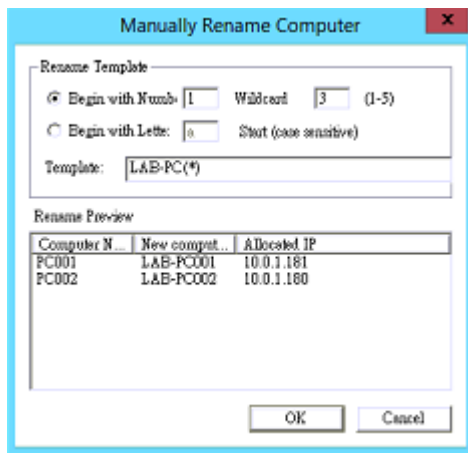 Manually Rename Computer
x
Rename Template
Begin with Numb 1 Wildcard 3 (1-5)
Begin with Lette: a Start (case sensitive)
Template: LAB-PC(*)
Rename Preview
Computer N... New comput... Allocated IP
PC001 LAB-PC001 10.0.1.181
PC002 LAB-PC002 10.0.1.180
OK Cancel